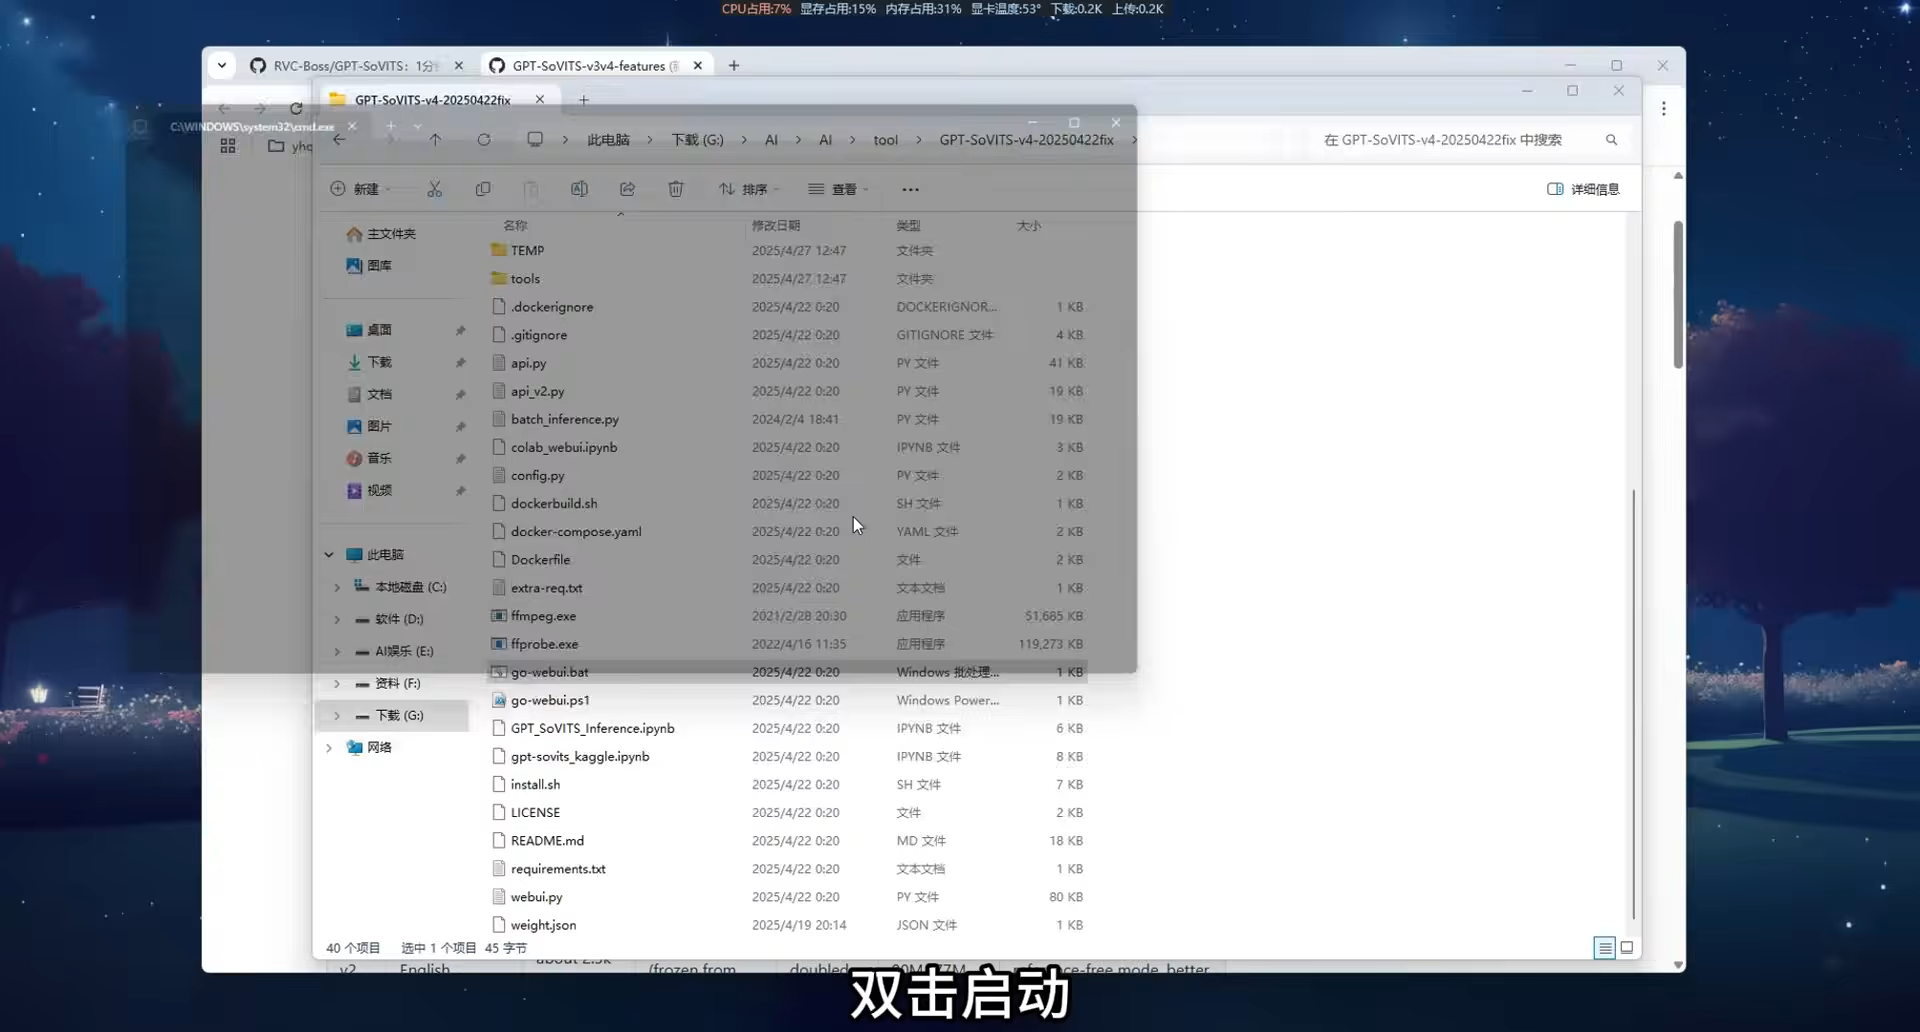 CPU占用:7% 显存占用:15% 内存占用:31% 显卡温度:53° 下载:0.2K 上传:0.2K
RVC-Boss/GPT-SoVITS: 1分
GPT-SoVITS-v3v4-features
GPT-SoVITS-v4-20250422fix
C:\WINDOWS\system32\cmd.exe
此电脑 下载 (G:) AI AI tool GPT-SoVITS-v4-20250422fix
在 GPT-SoVITS-v4-20250422fix 中搜索
yhq
新建 排序 查看 详细信息
主文件夹
图库
桌面
下载
文档
图片
音乐
视频
此电脑
本地磁盘 (C:)
软件 (D:)
AI娱乐 (E:)
资料 (F:)
下载 (G:)
网络
名称 修改日期 类型 大小
TEMP 2025/4/27 12:47 文件夹
tools 2025/4/27 12:47 文件夹
.dockerignore 2025/4/22 0:20 DOCKERIGNOR... 1 KB
.gitignore 2025/4/22 0:20 GITIGNORE 文件 4 KB
api.py 2025/4/22 0:20 PY 文件 41 KB
api_v2.py 2025/4/22 0:20 PY 文件 19 KB
batch_inference.py 2024/2/4 18:41 PY 文件 19 KB
colab_webui.ipynb 2025/4/22 0:20 IPYNB 文件 3 KB
config.py 2025/4/22 0:20 PY 文件 2 KB
dockerbuild.sh 2025/4/22 0:20 SH 文件 1 KB
docker-compose.yaml 2025/4/22 0:20 YAML 文件 2 KB
Dockerfile 2025/4/22 0:20 文件 2 KB
extra-req.txt 2025/4/22 0:20 文本文档 1 KB
ffmpeg.exe 2021/2/28 20:30 应用程序 51,685 KB
ffprobe.exe 2022/4/16 11:35 应用程序 119,273 KB
go-webui.bat 2025/4/22 0:20 Windows 批处理... 1 KB
go-webui.ps1 2025/4/22 0:20 Windows Power... 1 KB
GPT_SoVITS_Inference.ipynb 2025/4/22 0:20 IPYNB 文件 6 KB
gpt-sovits_kaggle.ipynb 2025/4/22 0:20 IPYNB 文件 8 KB
install.sh 2025/4/22 0:20 SH 文件 7 KB
LICENSE 2025/4/22 0:20 文件 2 KB
README.md 2025/4/22 0:20 MD 文件 18 KB
requirements.txt 2025/4/22 0:20 文本文档 1 KB
webui.py 2025/4/22 0:20 PY 文件 80 KB
weight.json 2025/4/19 20:14 JSON 文件 1 KB
40 个项目 选中 1 个项目 45 字节
v2 English about 2.5k (frozen from doubled reference-free mode, better
双击启动